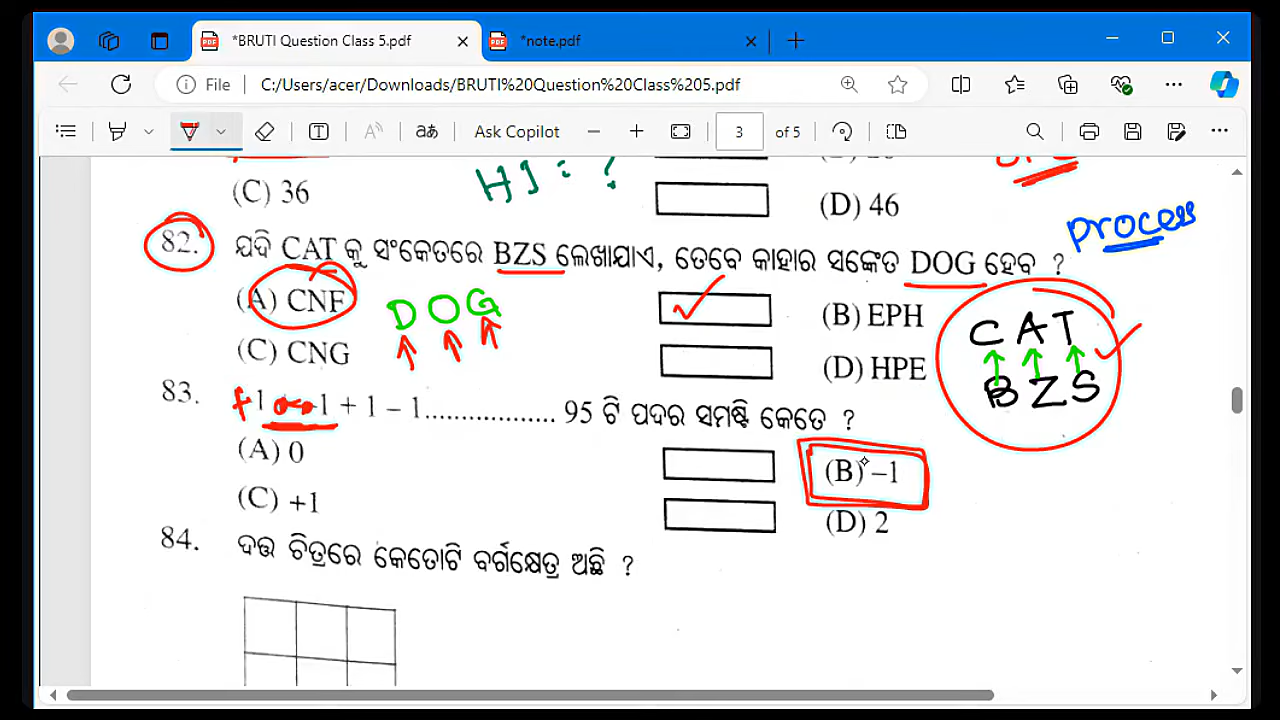 *BRUTI Question Class 5.pdf
*note.pdf
File C:/Users/acer/Downloads/BRUTI%20Question%20Class%205.pdf
Ask Copilot 3 of 5
(C) 36 HJ = ? (D) 46
process
82. ଯଦି CAT କୁ ସଂକେତରେ BZS ଲେଖାଯାଏ, ତେବେ କାହାର ସଙ୍କେତ DOG ହେବ ?
(A) CNF DOG (B) EPH
(C) CNG (D) HPE
CAT
BZS
83. +1 – 1 + 1 – 1.................. 95 ଟି ପଦର ସମଷ୍ଟି କେତେ ?
(A) 0 (B) –1
(C) +1 (D) 2
84. ଦତ୍ତ ଚିତ୍ରରେ କେତୋଟି ବର୍ଗକ୍ଷେତ୍ର ଅଛି ?